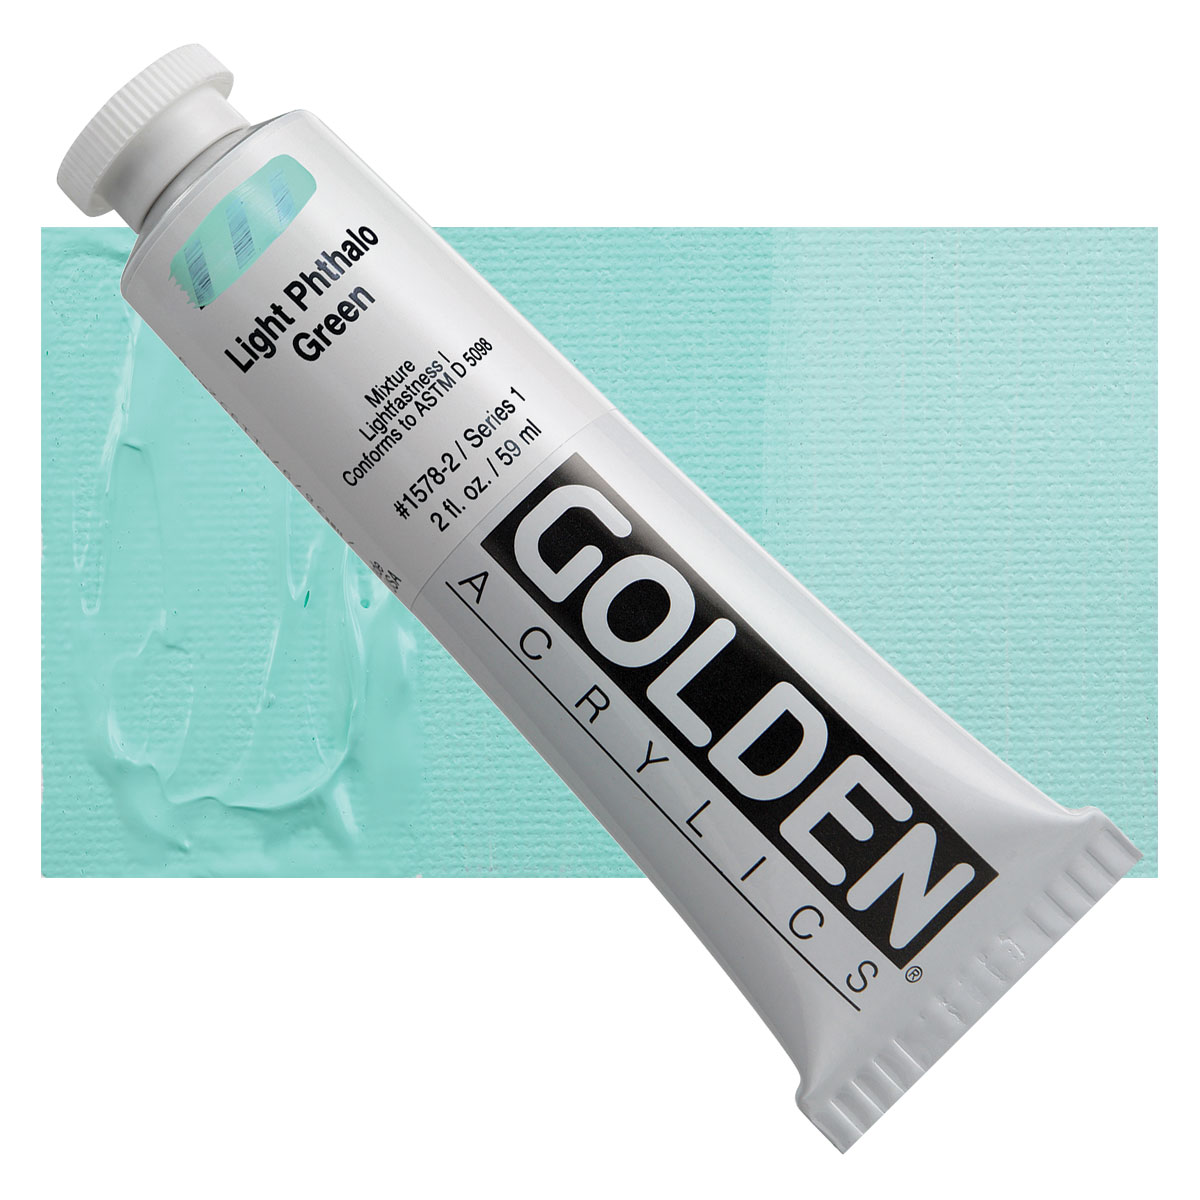 Light Phthalo
Green
Mixture
Lightfastness I
Conforms to ASTM D 5098
#1578-2 / Series 1
2 fl. oz. / 59 ml
GOLDEN
ACRYLICS
®